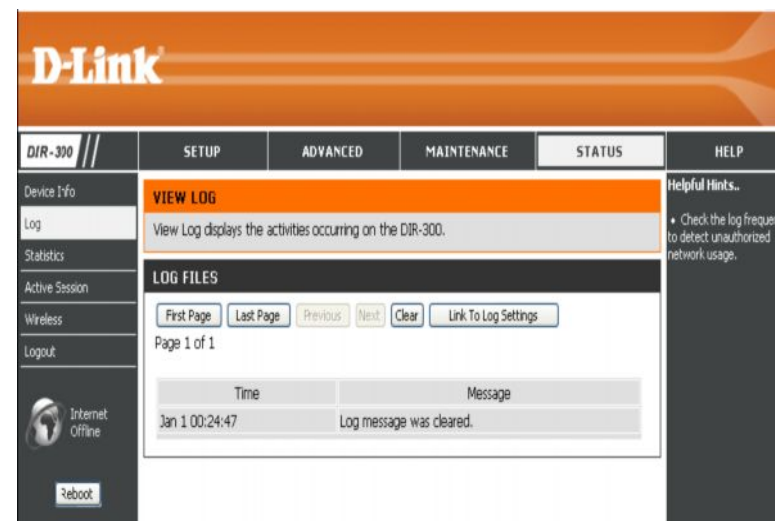 D-Link
DIR-300
SETUP
ADVANCED
MAINTENANCE
STATUS
HELP
Device Info
Log
Statistics
Active Session
Wireless
Logout
Internet
Offline
Reboot
VIEW LOG
View Log displays the activities occurring on the DIR-300.
LOG FILES
First Page
Last Page
Previous
Next
Clear
Link To Log Settings
Page 1 of 1
Time
Message
Jan 1 00:24:47
Log message was cleared.
Helpful Hints..
• Check the log freque
to detect unauthorized
network usage.